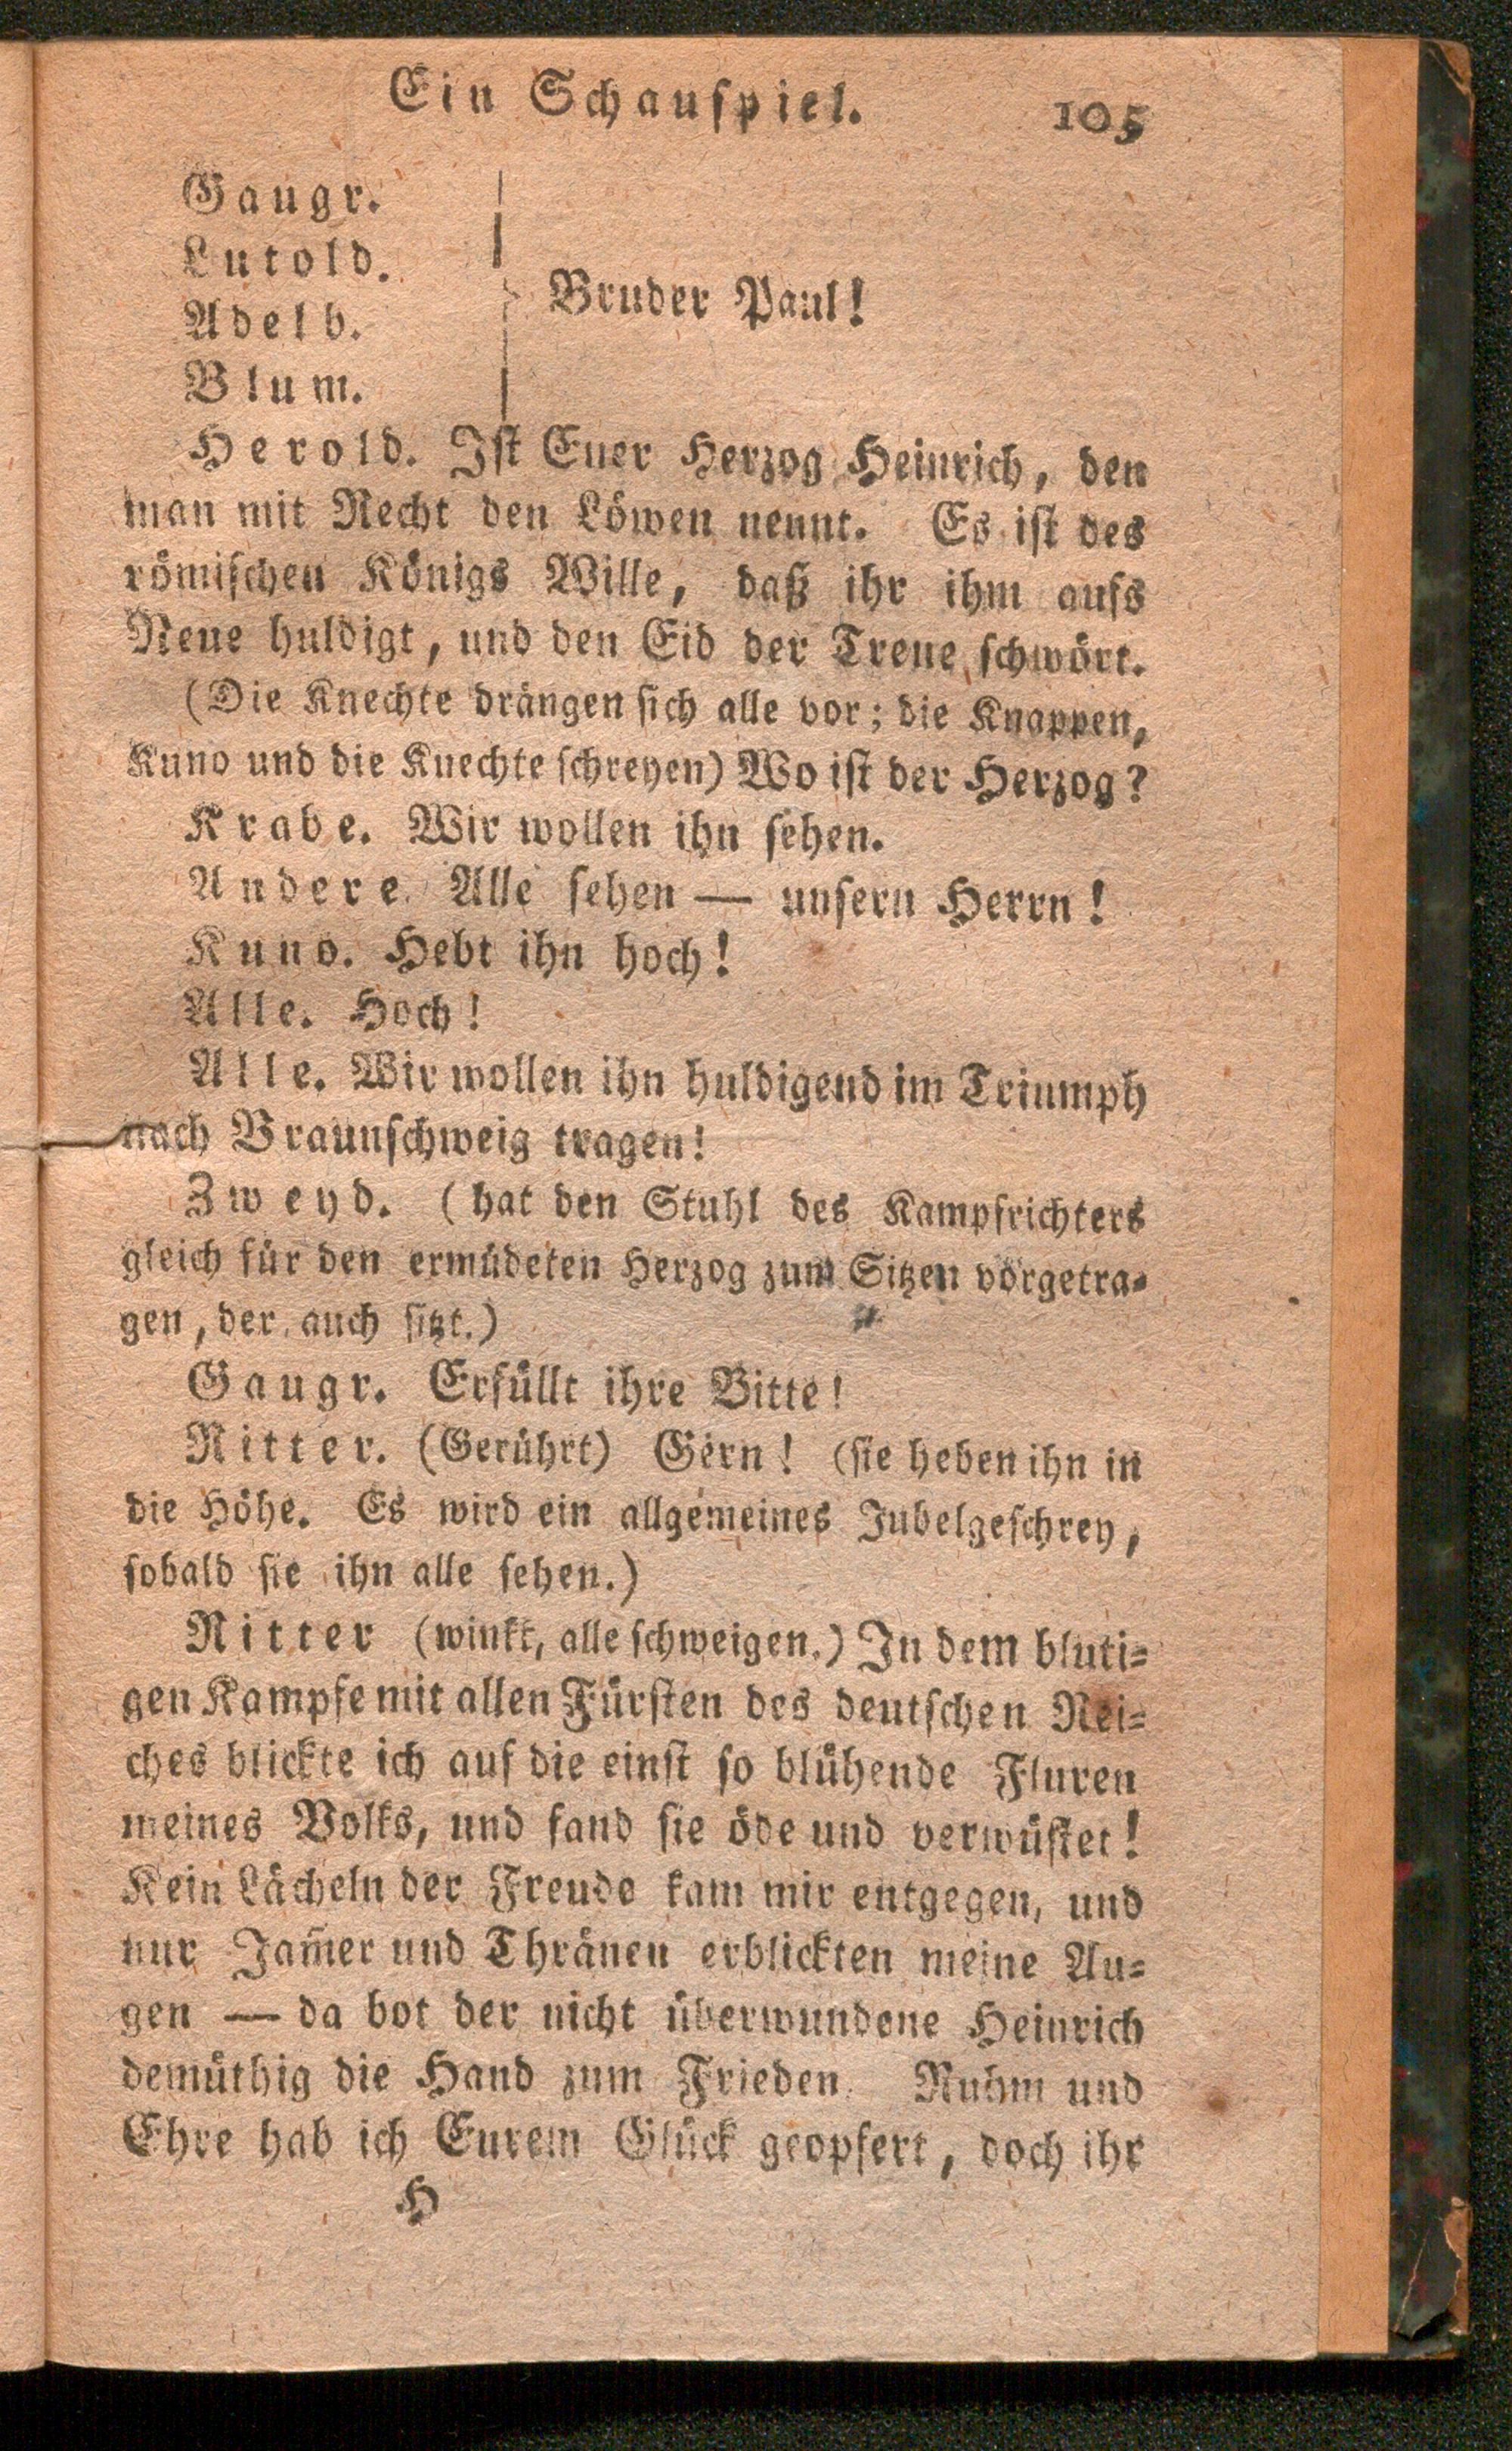 Ein Schauspiel. 105
Gaugr.
Lutold.
Adelb.
Blum.
Bruder Paul!
Herold. Ist Euer Herzog Heinrich, den
man mit Recht den Löwen nennt. Es ist des
römischen Königs Wille, daß ihr ihm aufs
Neue huldigt, und den Eid der Treue schwört.
(Die Knechte drängen sich alle vor; die Knappen,
Kuno und die Knechte schreyen) Wo ist der Herzog?
Krabe. Wir wollen ihn sehen.
Andere. Alle sehen — unsern Herrn!
Kuno. Hebt ihn hoch!
Alle. Hoch!
Alle. Wir wollen ihn huldigend im Triumph
nach Braunschweig tragen!
Zweyd. (hat den Stuhl des Kampfrichters
gleich für den ermüdeten Herzog zum Sitzen vorgetra-
gen, der auch sitzt.)
Gaugr. Erfüllt ihre Bitte!
Ritter. (Gerührt) Gern! (sie heben ihn in
die Höhe. Es wird ein allgemeines Jubelgeschrey,
sobald sie ihn alle sehen.)
Ritter (winkt, alle schweigen.) In dem bluti-
gen Kampfe mit allen Fürsten des deutschen Rei-
ches blickte ich auf die einst so blühende Fluren
meines Volks, und fand sie öde und verwüstet!
Kein Lächeln der Freude kam mir entgegen, und
nur Jam̅er und Thränen erblickten meine Au-
gen — da bot der nicht überwundene Heinrich
demüthig die Hand zum Frieden. Ruhm und
Ehre hab ich Eurem Glück geopfert, doch ihr
H